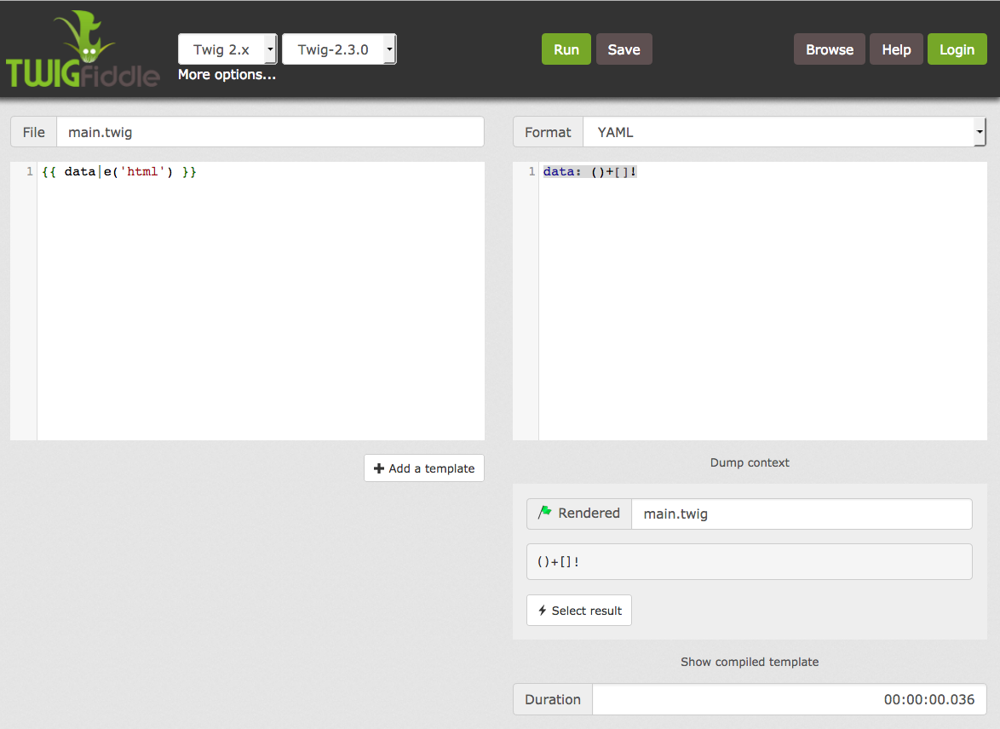 TWIGFiddle
Twig 2.x
Twig-2.3.0
More options...
Run
Save
Browse
Help
Login
File
main.twig
Format
YAML
1
{{ data|e('html') }}
1
data: ()+[]!
Add a template
Dump context
Rendered
main.twig
()+[]!
Select result
Show compiled template
Duration
00:00:00.036